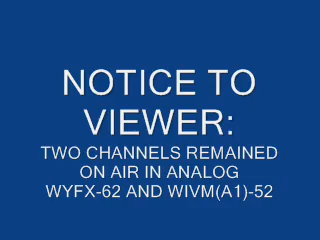 NOTICE TO
VIEWER:
TWO CHANNELS REMAINED
ON AIR IN ANALOG
WYFX-62 AND WIVM(A1)-52